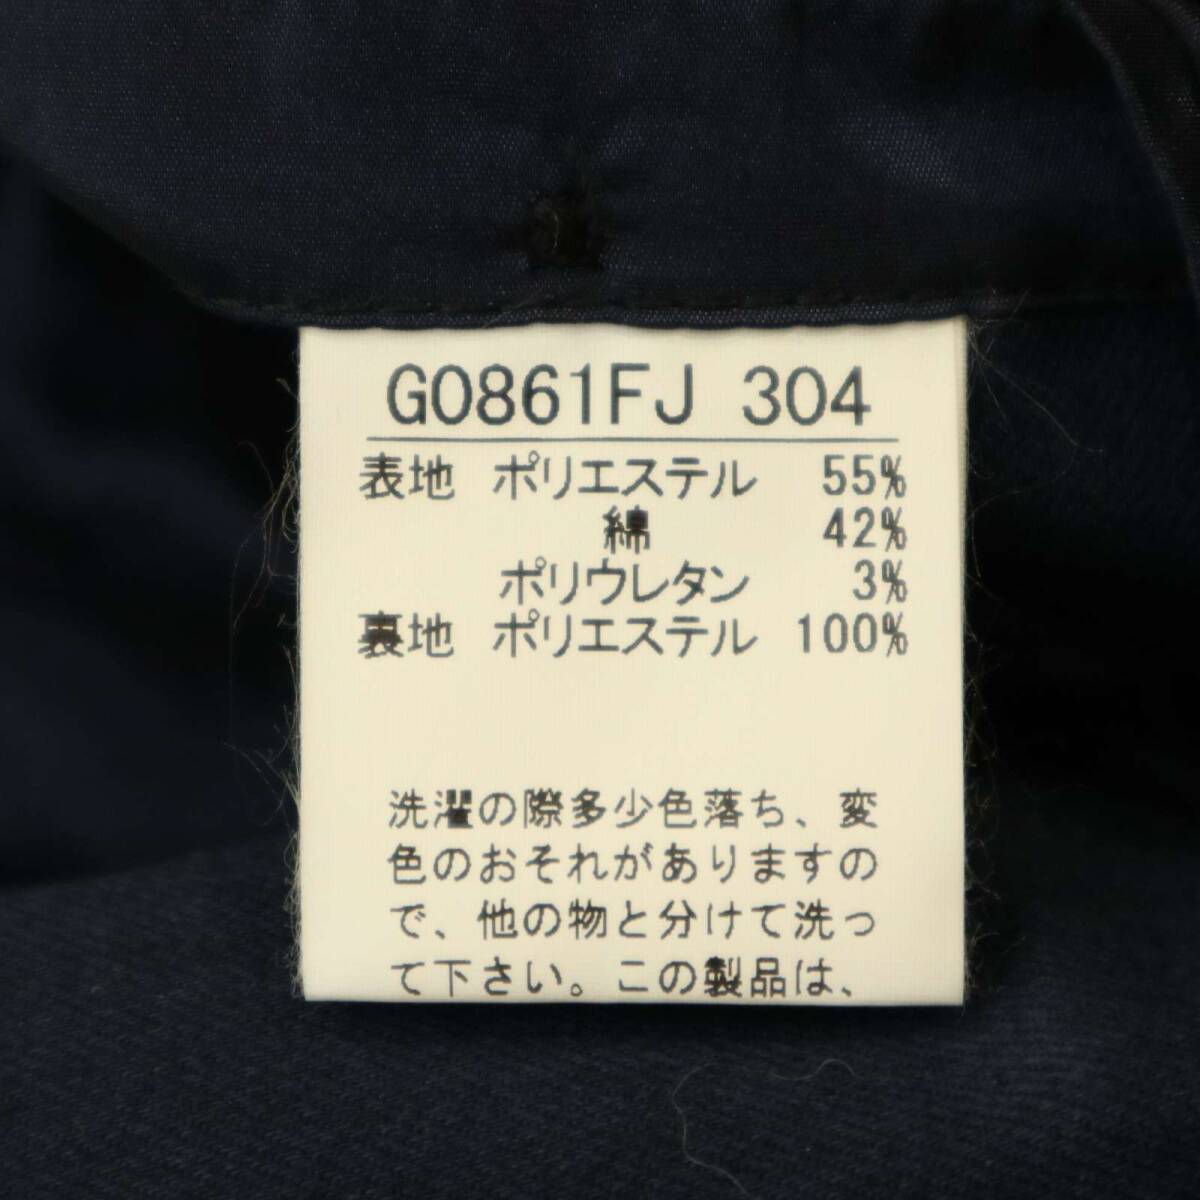 G0861FJ 304
表地 ポリエステル 55%
綿 42%
ポリウレタン 3%
裏地 ポリエステル 100%
洗濯の際多少色落ち、変
色のおそれがありますの
で、他の物と分けて洗っ
て下さい。この製品は、